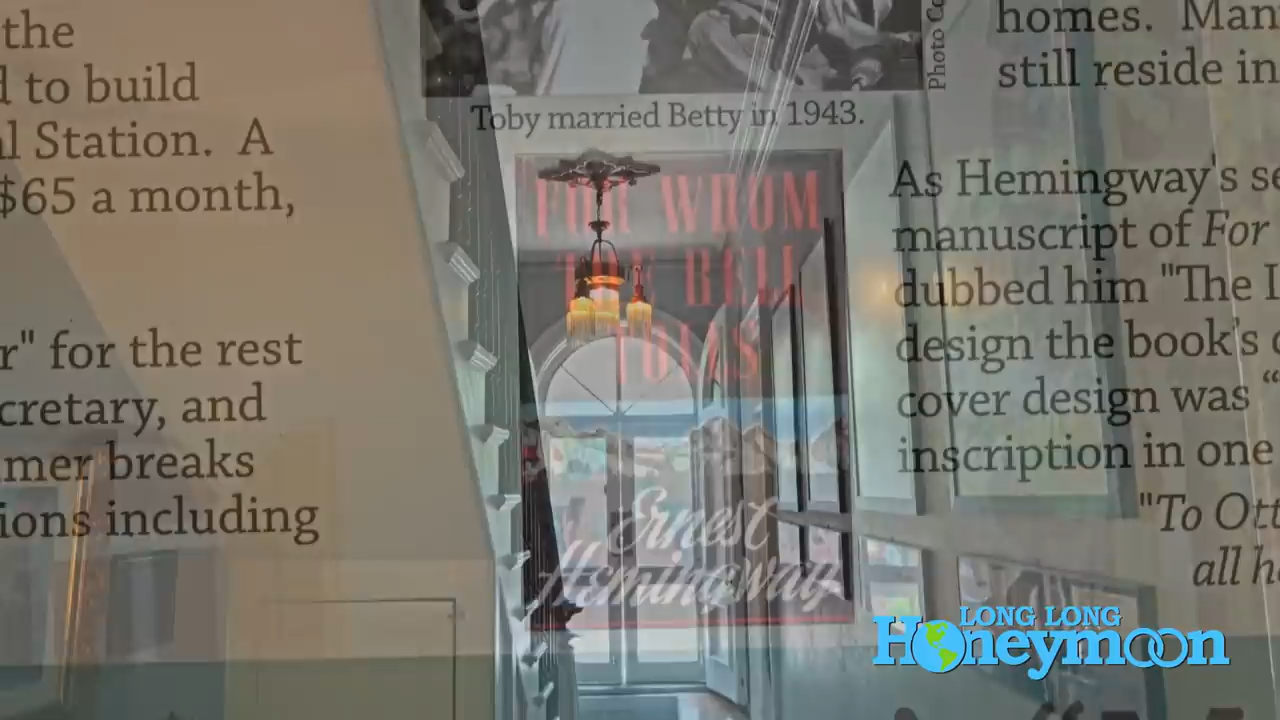 the
to build
Station. A
$65 a month,
r" for the rest
cretary, and
mer breaks
ions including
Toby married Betty in 1943.
Photo Co
FOR WHOM
THE BELL
TOLLS
Ernest
Hemingway
homes. Man
still reside in
As Hemingway's se
manuscript of For
dubbed him "The
design the book's
cover design was “
inscription in one
"To Ott
all h
LONG LONG
Honeymoon